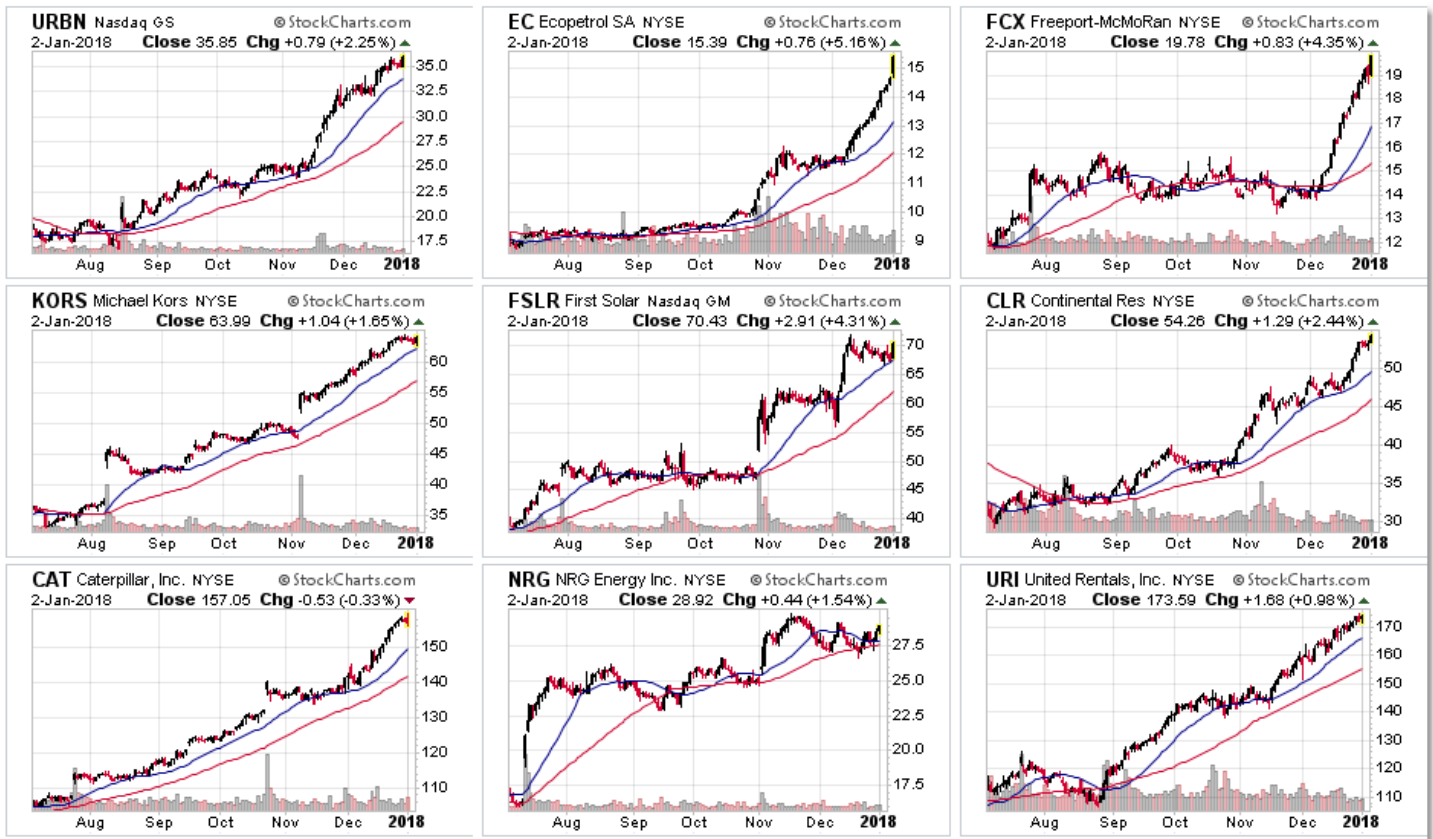 URBN Nasdaq GS © StockCharts.com
2-Jan-2018 Close 35.85 Chg +0.79 (+2.25%)
35.0
32.5
30.0
27.5
25.0
22.5
20.0
17.5
Aug Sep Oct Nov Dec 2018
EC Ecopetrol SA NYSE © StockCharts.com
2-Jan-2018 Close 15.39 Chg +0.76 (+5.16%)
15
14
13
12
11
10
9
Aug Sep Oct Nov Dec 2018
FCX Freeport-McMoRan NYSE © StockCharts.com
2-Jan-2018 Close 19.78 Chg +0.83 (+4.35%)
19
18
17
16
15
14
13
12
Aug Sep Oct Nov Dec 2018
KORS Michael Kors NYSE © StockCharts.com
2-Jan-2018 Close 63.99 Chg +1.04 (+1.65%)
60
55
50
45
40
35
Aug Sep Oct Nov Dec 2018
FSLR First Solar Nasdaq GM © StockCharts.com
2-Jan-2018 Close 70.43 Chg +2.91 (+4.31%)
70
65
60
55
50
45
40
Aug Sep Oct Nov Dec 2018
CLR Continental Res NYSE © StockCharts.com
2-Jan-2018 Close 54.26 Chg +1.29 (+2.44%)
50
45
40
35
30
Aug Sep Oct Nov Dec 2018
CAT Caterpillar, Inc. NYSE © StockCharts.com
2-Jan-2018 Close 157.05 Chg -0.53 (-0.33%)
150
140
130
120
110
Aug Sep Oct Nov Dec 2018
NRG NRG Energy Inc. NYSE © StockCharts.com
2-Jan-2018 Close 28.92 Chg +0.44 (+1.54%)
27.5
25.0
22.5
20.0
17.5
Aug Sep Oct Nov Dec 2018
URI United Rentals, Inc. NYSE © StockCharts.com
2-Jan-2018 Close 173.59 Chg +1.68 (+0.98%)
170
160
150
140
130
120
110
Aug Sep Oct Nov Dec 2018